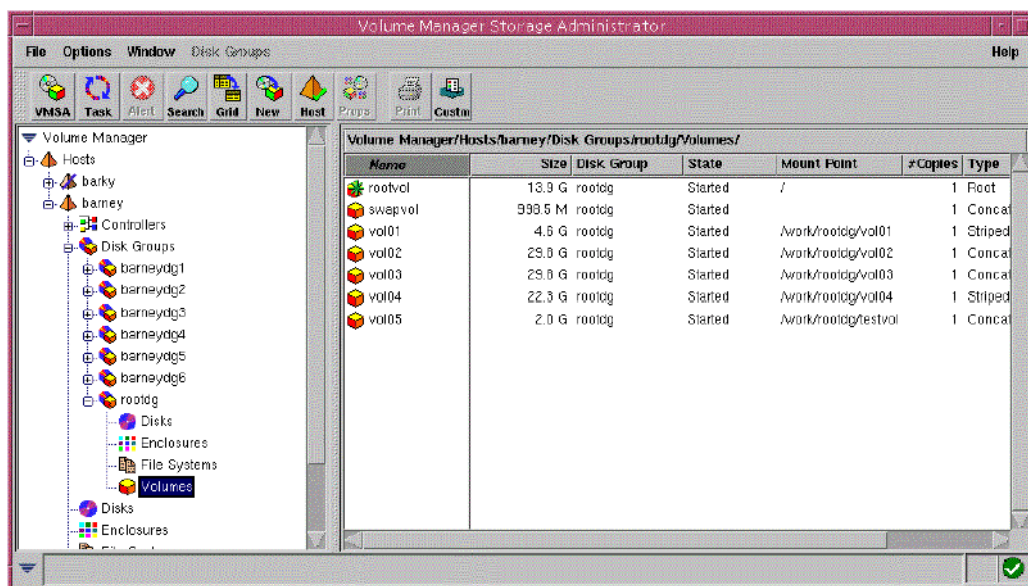 Volume Manager Storage Administrator
File Options Window Disk Groups Help
VMSA Task Alert Search Grid New Host Props Print Custm
Volume Manager
Hosts
barky
barney
Controllers
Disk Groups
barneydg1
barneydg2
barneydg3
barneydg4
barneydg5
barneydg6
rootdg
Disks
Enclosures
File Systems
Volumes
Disks
Enclosures
Volume Manager/Hosts/barney/Disk Groups/rootdg/Volumes/
Name Size Disk Group State Mount Point #Copies Type
rootvol 13.9 G rootdg Started / 1 Root
swapvol 998.5 M rootdg Started 1 Concat
vol01 4.6 G rootdg Started /work/rootdg/vol01 1 Striped
vol02 rootdg Started /work/rootdg/vol02 1 Concat
vol03 rootdg Started /work/rootdg/vol03 1 Concat
vol04 22.3 G rootdg Started /work/rootdg/vol04 1 Striped
vol05 2.0 G rootdg Started /work/rootdg/testvol 1 Concat